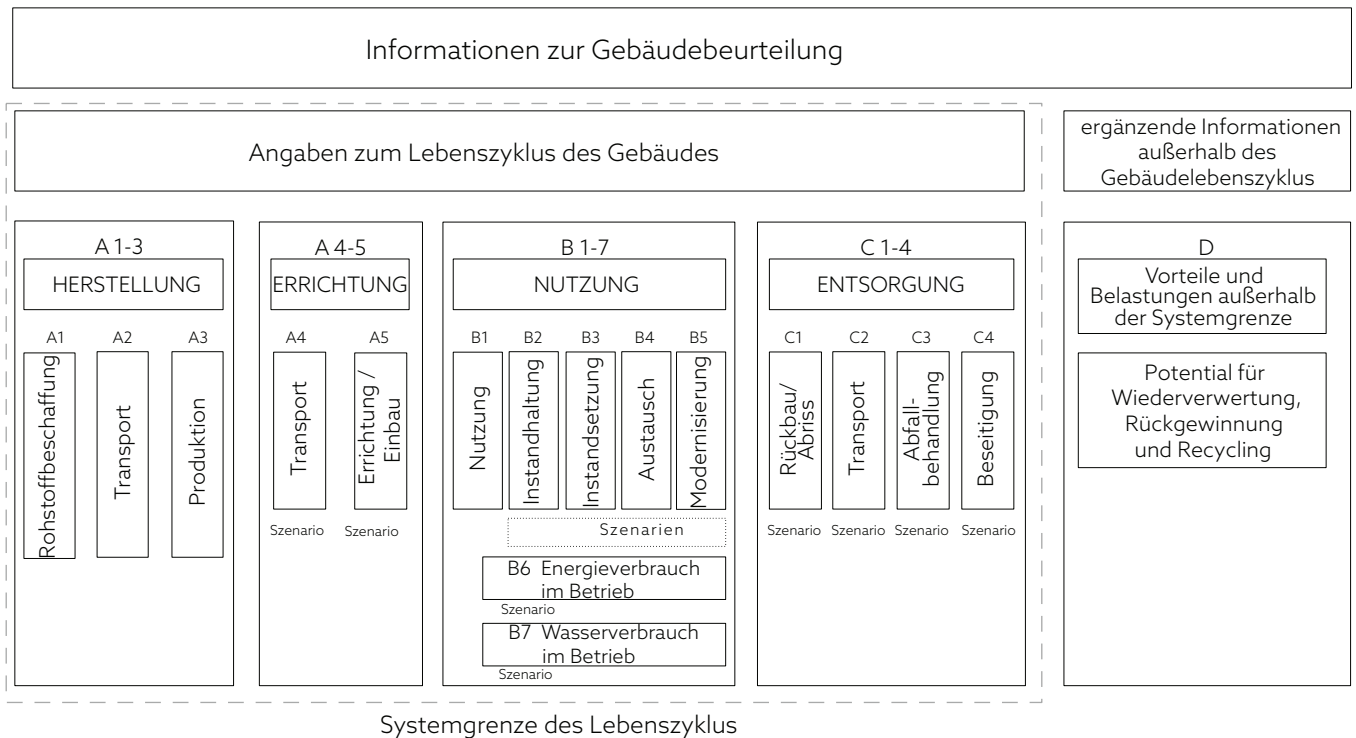 Informationen zur Gebäudebeurteilung
Angaben zum Lebenszyklus des Gebäudes
ergänzende Informationen
außerhalb des
Gebäudelebenszyklus
A 1-3
HERSTELLUNG
A1
A2
A3
Rohstoffbeschaffung
Transport
Produktion
A 4-5
ERRICHTUNG
A4
A5
Transport
Errichtung /
Einbau
Szenario
Szenario
B 1-7
NUTZUNG
B1
B2
B3
B4
B5
Nutzung
Instandhaltung
Instandsetzung
Austausch
Modernisierung
Szenarien
B6 Energieverbrauch
im Betrieb
Szenario
B7 Wasserverbrauch
im Betrieb
Szenario
C 1-4
ENTSORGUNG
C1
C2
C3
C4
Rückbau/
Abriss
Transport
Abfall-
behandlung
Beseitigung
Szenario
Szenario
Szenario
Szenario
D
Vorteile und
Belastungen außerhalb
der Systemgrenze
Potential für
Wiederverwertung,
Rückgewinnung
und Recycling
Systemgrenze des Lebenszyklus